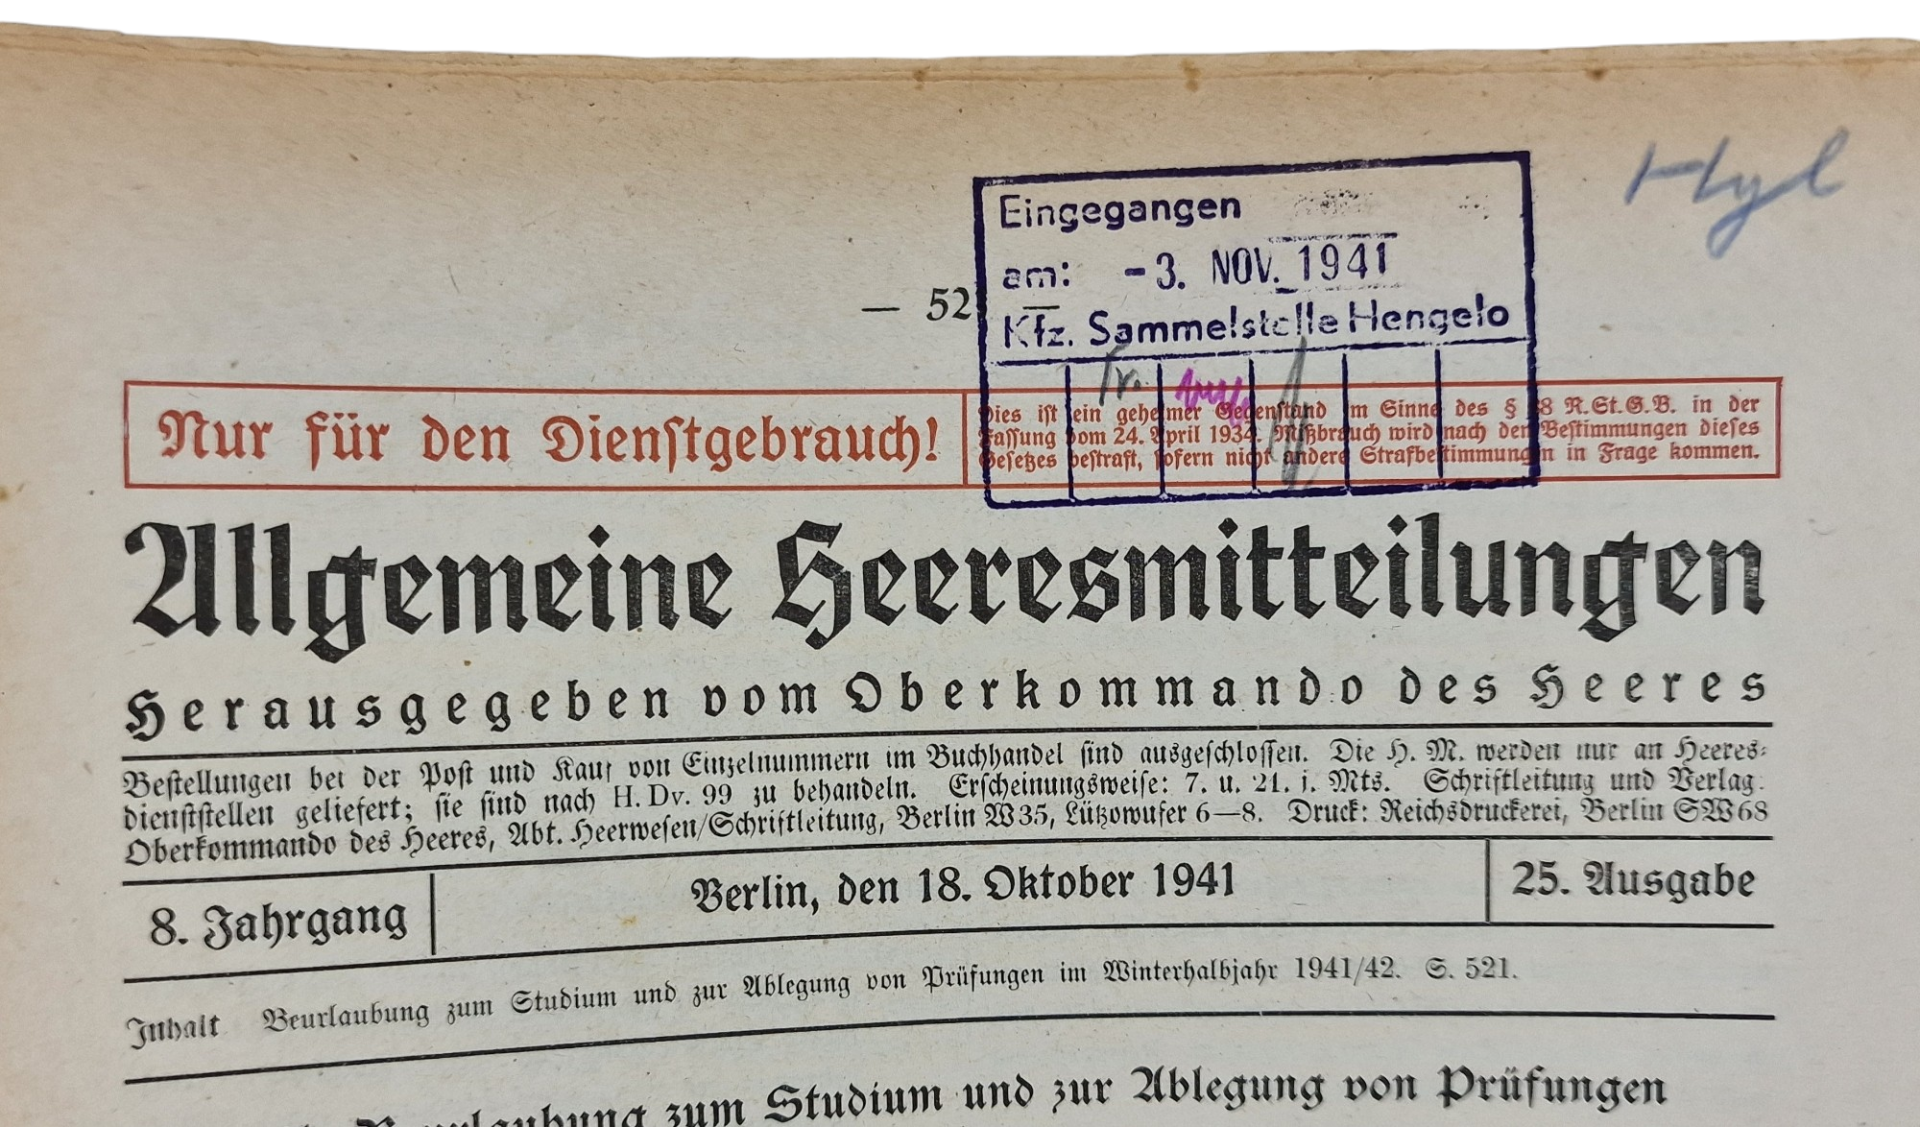 Hyl
Eingegangen
am: -3. NOV. 1941
Kfz. Sammelstelle Hengelo
— 52
Tr.
Nur für den Dienstgebrauch!
Dies ist ein geheimer Gegenstand im Sinne des § 88 R.St.G.B. in der
Fassung vom 24. April 1934. Mißbrauch wird nach den Bestimmungen dieses
Gesetzes bestraft, sofern nicht andere Strafbestimmungen in Frage kommen.
Allgemeine Heeresmitteilungen
Herausgegeben vom Oberkommando des Heeres
Bestellungen bei der Post und Kauf von Einzelnummern im Buchhandel sind ausgeschlossen. Die H. M. werden nur an Heeres-
dienststellen geliefert; sie sind nach H. Dv. 99 zu behandeln. Erscheinungsweise: 7. u. 21. j. Mts. Schriftleitung und Verlag:
Oberkommando des Heeres, Abt. Heerwesen/Schriftleitung, Berlin W 35, Lützowufer 6—8. Druck: Reichsdruckerei, Berlin SW 68
8. Jahrgang
Berlin, den 18. Oktober 1941
25. Ausgabe
Inhalt Beurlaubung zum Studium und zur Ablegung von Prüfungen im Winterhalbjahr 1941/42. S. 521.
Beurlaubung zum Studium und zur Ablegung von Prüfungen